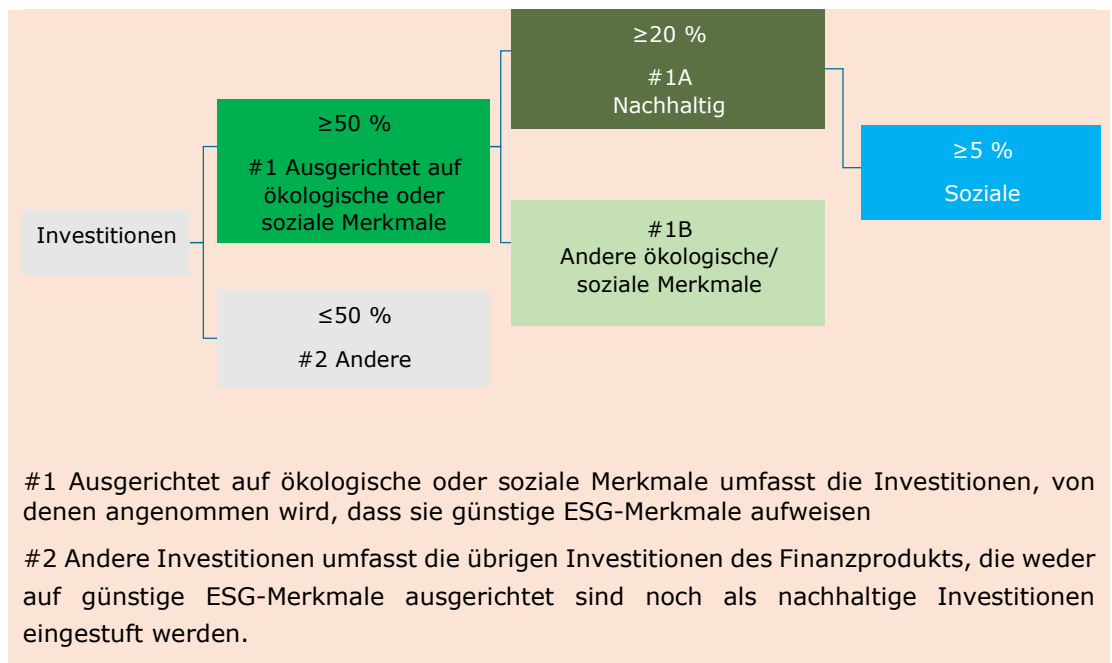 Investitionen
≥50 %
#1 Ausgerichtet auf
ökologische oder
soziale Merkmale
≤50 %
#2 Andere
≥20 %
#1A
Nachhaltig
#1B
Andere ökologische/
soziale Merkmale
≥5 %
Soziale
#1 Ausgerichtet auf ökologische oder soziale Merkmale umfasst die Investitionen, von
denen angenommen wird, dass sie günstige ESG-Merkmale aufweisen
#2 Andere Investitionen umfasst die übrigen Investitionen des Finanzprodukts, die weder
auf günstige ESG-Merkmale ausgerichtet sind noch als nachhaltige Investitionen
eingestuft werden.